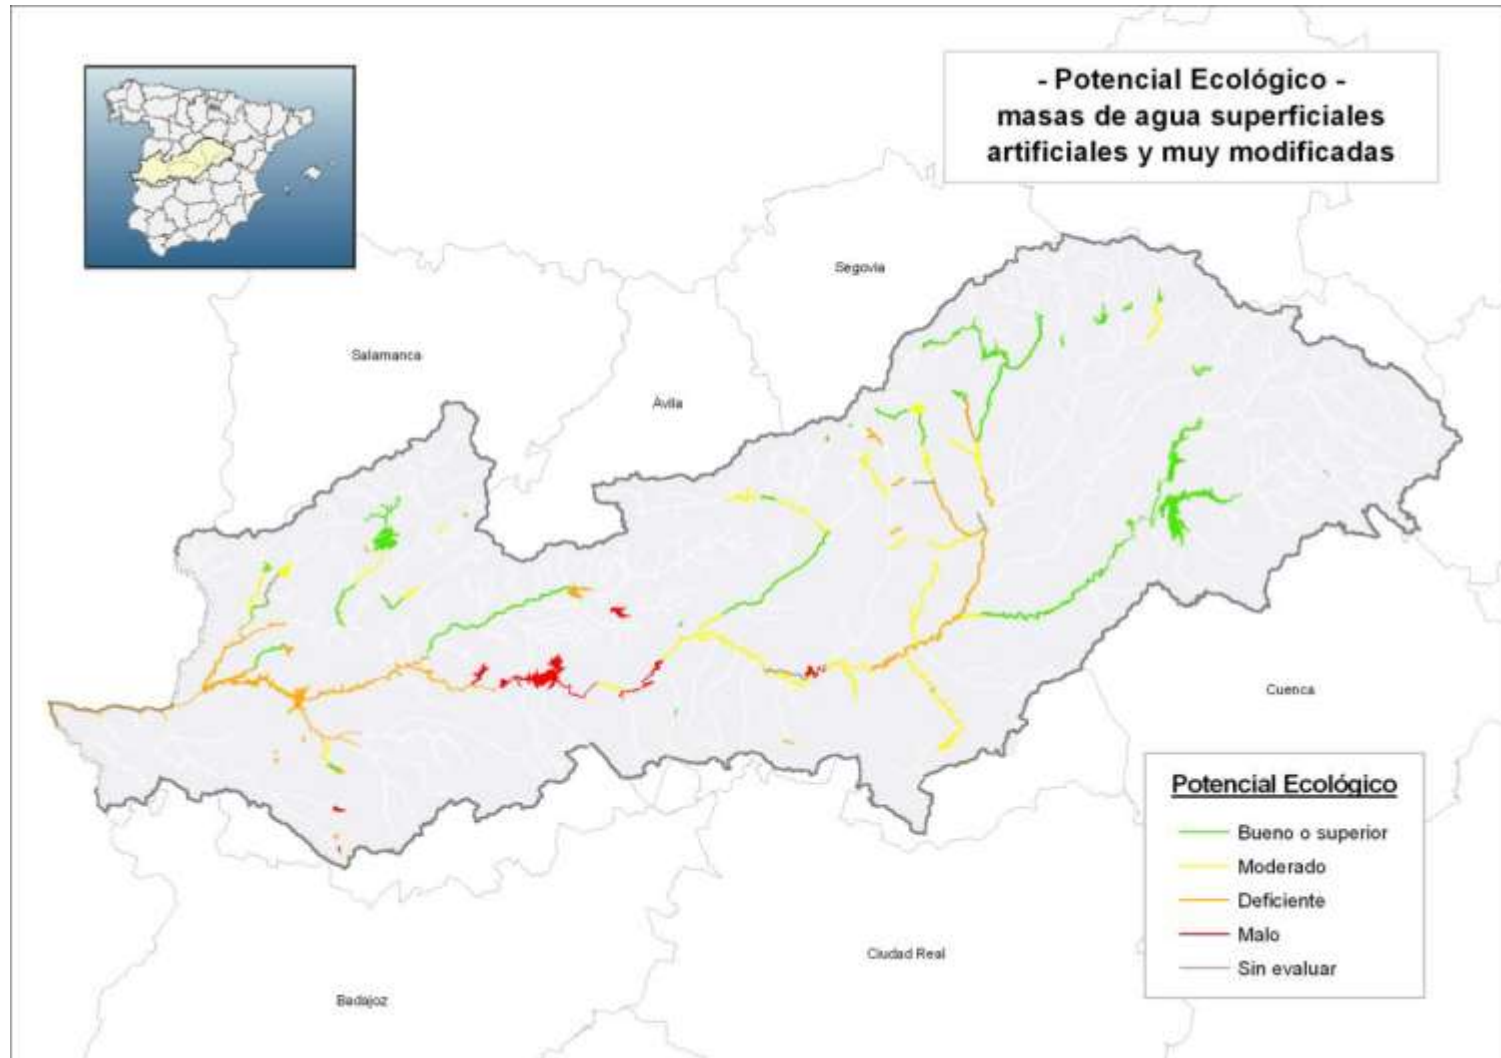 - Potencial Ecológico -
masas de agua superficiales
artificiales y muy modificadas
Segovia
Salamanca
Ávila
Cuenca
Potencial Ecológico
Bueno o superior
Moderado
Deficiente
Malo
Sin evaluar
Ciudad Real
Badajoz